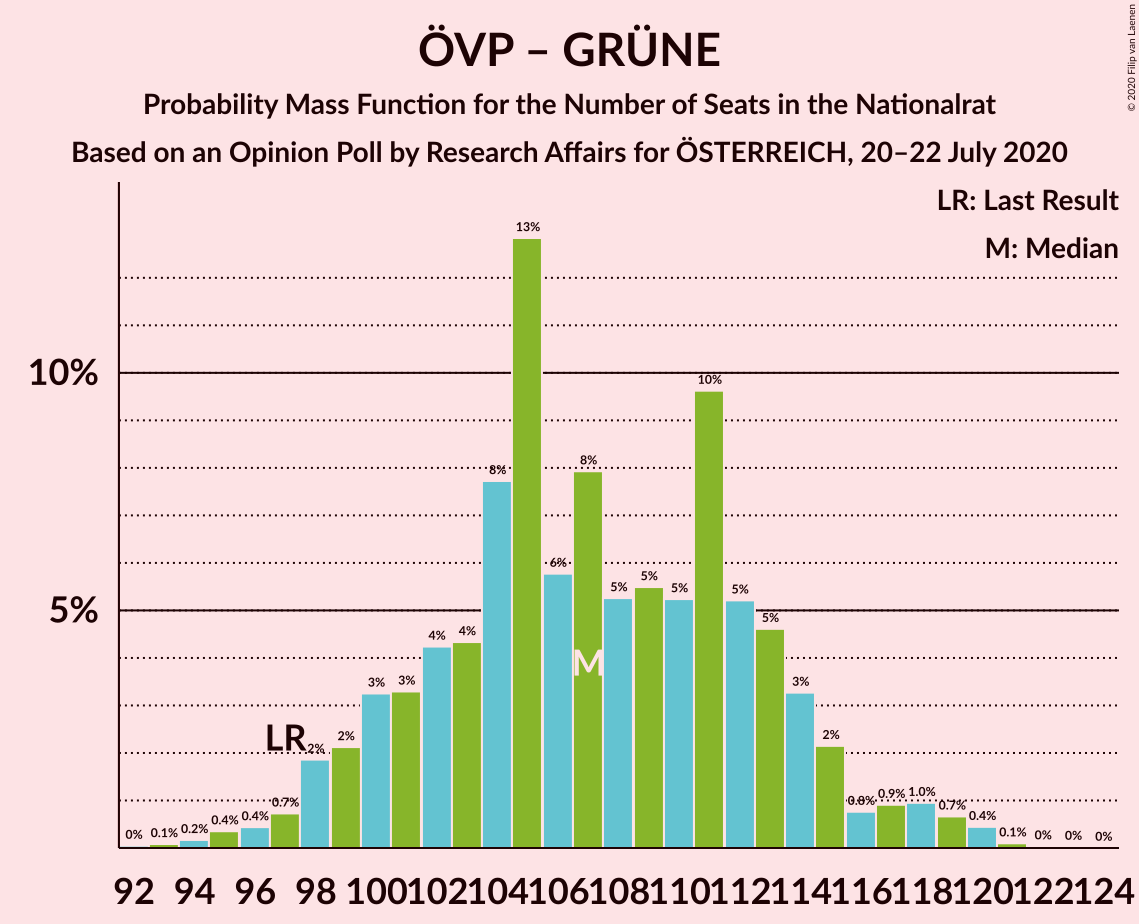 ÖVP – GRÜNE
Probability Mass Function for the Number of Seats in the Nationalrat
Based on an Opinion Poll by Research Affairs for ÖSTERREICH, 20–22 July 2020
© 2020 Filip van Laenen
LR: Last Result
M: Median
10%
5%
0% 0.1% 0.2% 0.4% 0.4% 0.7% 2% 2% 3% 3% 4% 4% 8% 13% 6% 8% 5% 5% 5% 10% 5% 5% 3% 2% 0.8% 0.9% 1.0% 0.7% 0.4% 0.1% 0% 0% 0%
LR
M
92 94 96 98 100 102 104 106 108 110 112 114 116 118 120 122 124